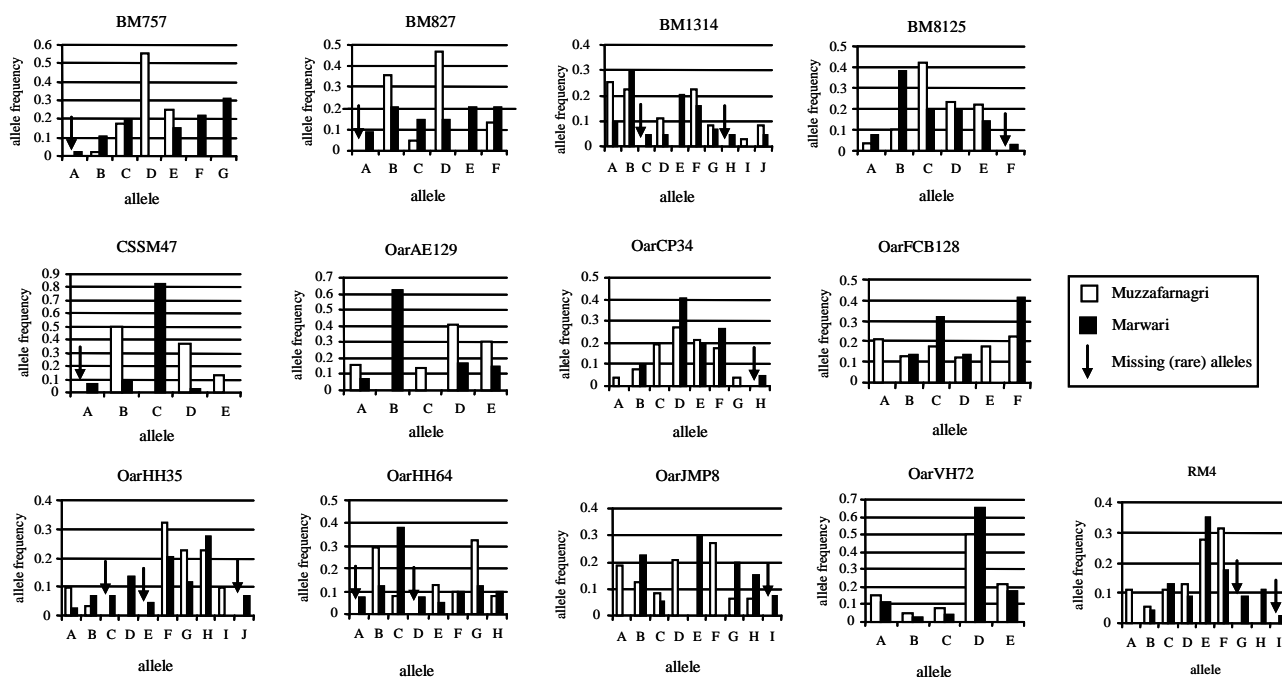 BM757
0.6
0.5
0.4
0.3
0.2
0.1
0
allele frequency
A B C D E F G
allele
BM827
0.5
0.4
0.3
0.2
0.1
0
allele frequency
A B C D E F
allele
BM1314
0.4
0.3
0.2
0.1
0
allele frequency
A B C D E F G H I J
allele
BM8125
0.5
0.4
0.3
0.2
0.1
0
allele frequency
A B C D E F
allele
CSSM47
0.9
0.8
0.7
0.6
0.5
0.4
0.3
0.2
0.1
0
allele frequency
A B C D E
allele
OarAE129
0.7
0.6
0.5
0.4
0.3
0.2
0.1
0
allele frequency
A B C D E
allele
OarCP34
0.5
0.4
0.3
0.2
0.1
0
allele frequency
A B C D E F G H
allele
OarFCB128
0.5
0.4
0.3
0.2
0.1
0
allele frequency
A B C D E F
allele
Muzzafarnagri
Marwari
Missing (rare) alleles
OarHH35
0.4
0.3
0.2
0.1
0
allele frequency
A B C D E F G H I J
allele
OarHH64
0.5
0.4
0.3
0.2
0.1
0
allele frequency
A B C D E F G H
allele
OarJMP8
0.4
0.3
0.2
0.1
0
allele frequency
A B C D E F G H I
allele
OarVH72
0.7
0.6
0.5
0.4
0.3
0.2
0.1
0
allele frequency
A B C D E
allele
RM4
0.4
0.3
0.2
0.1
0
allele frequency
A B C D E F G H I
allele